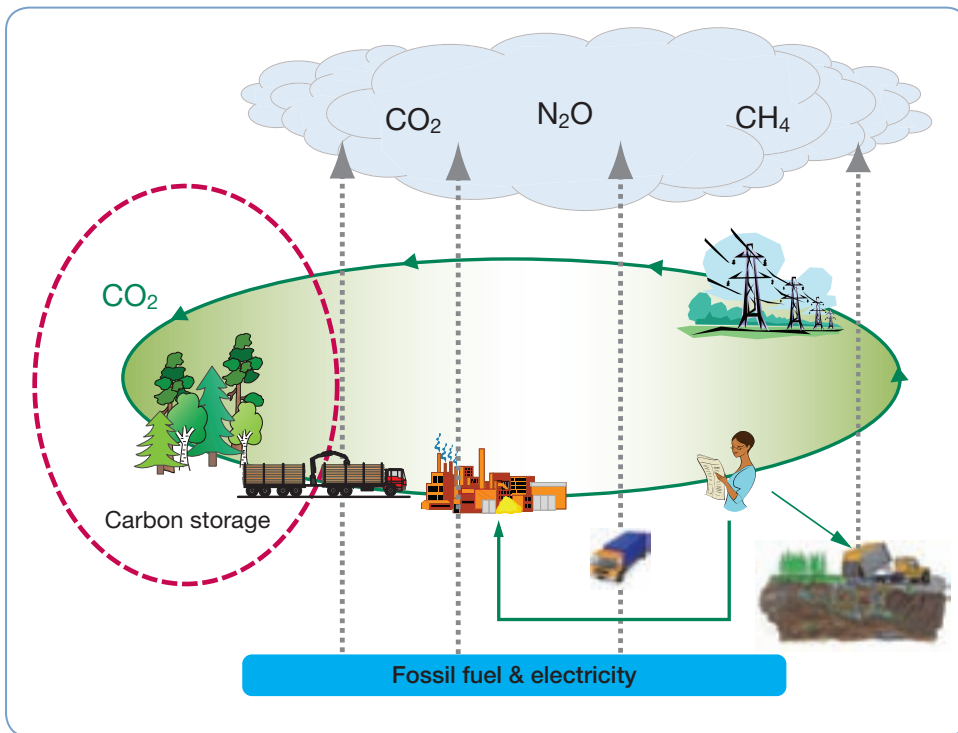 CO₂
N₂O
CH₄
CO₂
Carbon storage
Fossil fuel & electricity